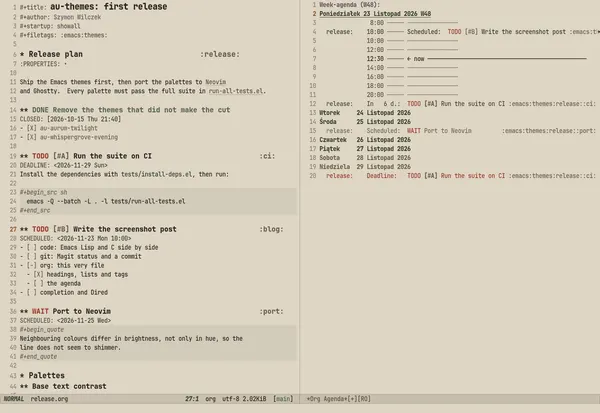 1 #+title: au-themes: first release
2 #+author: Szymon Wilczek
3 #+startup: showall
4 #+filetags: :emacs:themes:
5
6 * Release plan :release:
7 :PROPERTIES: ·
10
11 Ship the Emacs themes first, then port the palettes to Neovim
12 and Ghostty.  Every palette must pass the full suite in run-all-tests.el.
13
14 ** DONE Remove the themes that did not make the cut
15 CLOSED: [2026-10-15 Thu 21:40]
16 - [X] au-aurum-twilight
17 - [X] au-whispergrove-evening
18
19 ** TODO [#A] Run the suite on CI :ci:
20 DEADLINE: <2026-11-29 Sun>
21 Install the dependencies with tests/install-deps.el, then run:
22
23 #+begin_src sh
24 emacs -Q --batch -L . -l tests/run-all-tests.el
25 #+end_src
26
27 ** TODO [#B] Write the screenshot post :blog:
28 SCHEDULED: <2026-11-23 Mon 10:00>
29 - [ ] code: Emacs Lisp and C side by side
30 - [ ] git: Magit status and a commit
31 - [-] org: this very file
32 - [X] headings, lists and tags
33 - [ ] the agenda
34 - [ ] completion and Dired
35
36 ** WAIT Port to Neovim :port:
37 SCHEDULED: <2026-11-25 Wed>
38 #+begin_quote
39 Neighbouring colours differ in brightness, not only in hue, so the
40 line does not seem to shimmer.
41 #+end_quote
42
43 * Palettes
44 ** Base text contrast
NORMAL release.org 27:1 org utf-8 2.02KiB [main]
1 Week-agenda (W48):
2 Poniedziałek 23 Listopad 2026 W48
3 8:00
4 release: 10:00 Scheduled: TODO [#B] Write the screenshot post :emacs:t
5 10:00
6 12:00
7 12:30 + now
8 14:00
9 16:00
10 18:00
11 20:00
12 release: In 6 d.: TODO [#A] Run the suite on CI :emacs:themes:release::ci:
13 Wtorek 24 Listopad 2026
14 Środa 25 Listopad 2026
15 release: Scheduled: WAIT Port to Neovim :emacs:themes:release::port:
16 Czwartek 26 Listopad 2026
17 Piątek 27 Listopad 2026
18 Sobota 28 Listopad 2026
19 Niedziela 29 Listopad 2026
20 release: Deadline: TODO [#A] Run the suite on CI :emacs:themes:release::ci:
*Org Agenda*[+][RO]